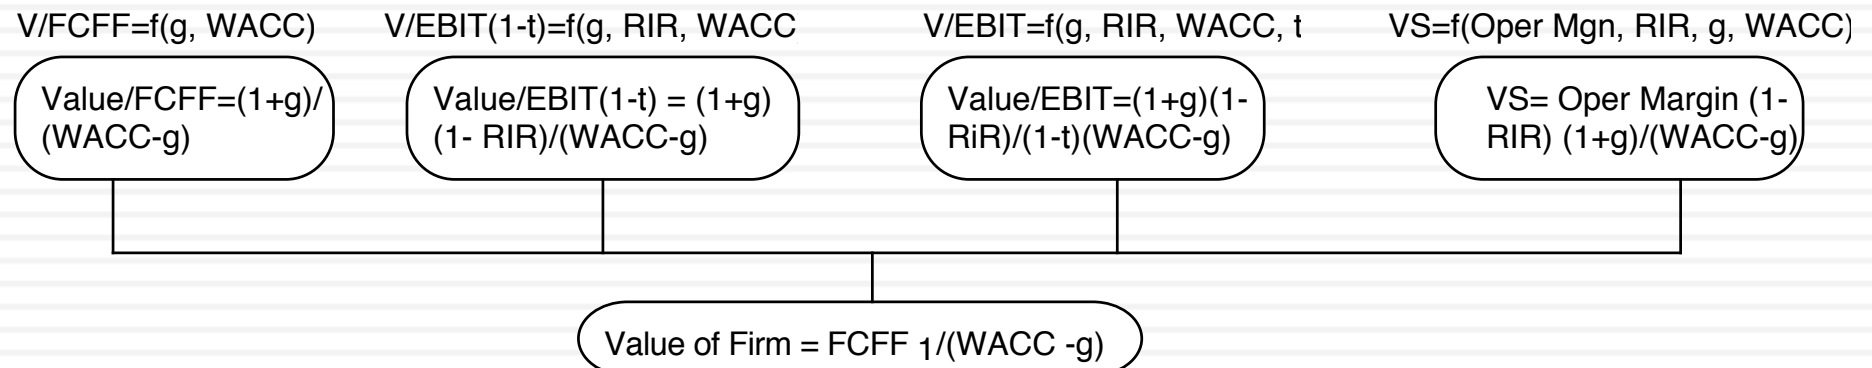 V/FCFF=f(g, WACC)
V/EBIT(1-t)=f(g, RIR, WACC
V/EBIT=f(g, RIR, WACC, t
VS=f(Oper Mgn, RIR, g, WACC)
Value/FCFF=(1+g)/
(WACC-g)
Value/EBIT(1-t) = (1+g)
(1- RIR)/(WACC-g)
Value/EBIT=(1+g)(1-
RiR)/(1-t)(WACC-g)
VS= Oper Margin (1-
RIR) (1+g)/(WACC-g)
Value of Firm = FCFF 1/(WACC -g)